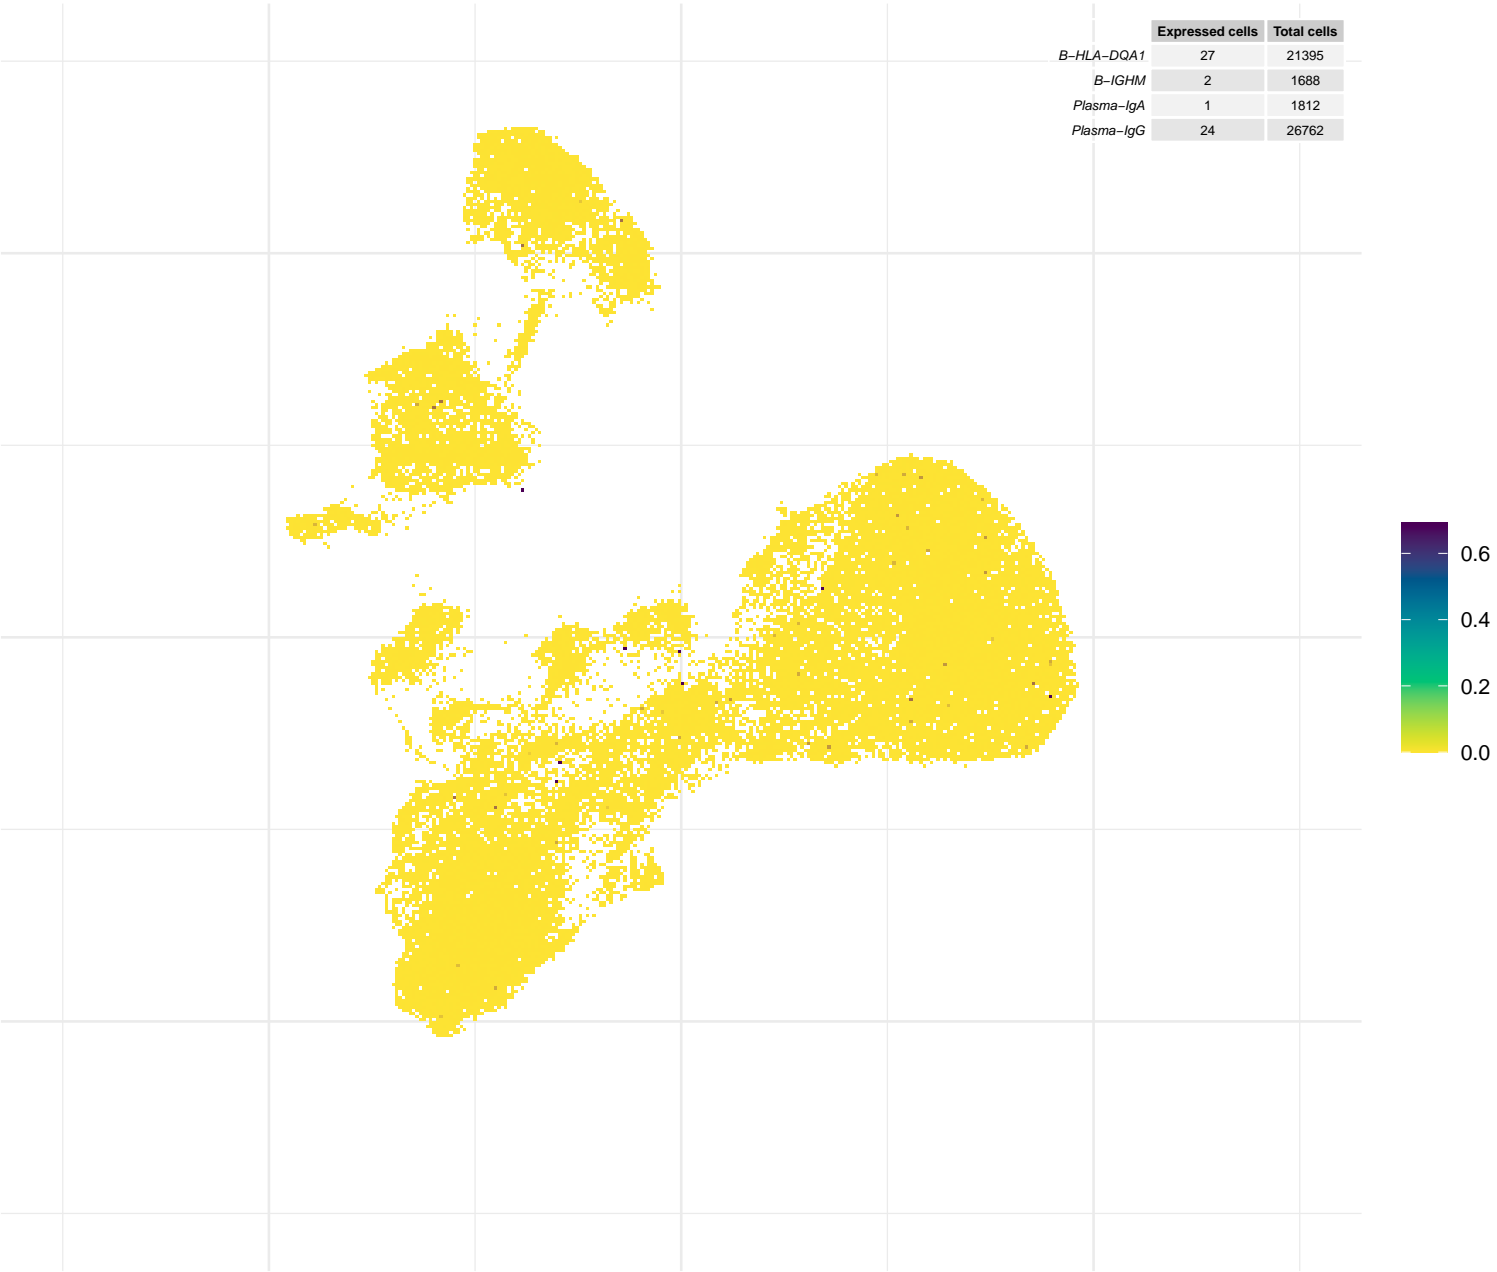 Expressed cells Total cells
B−HLA−DQA1 27 21395
B−IGHM 2 1688
Plasma−IgA 1 1812
Plasma−IgG 24 26762
0.6
0.4
0.2
0.0